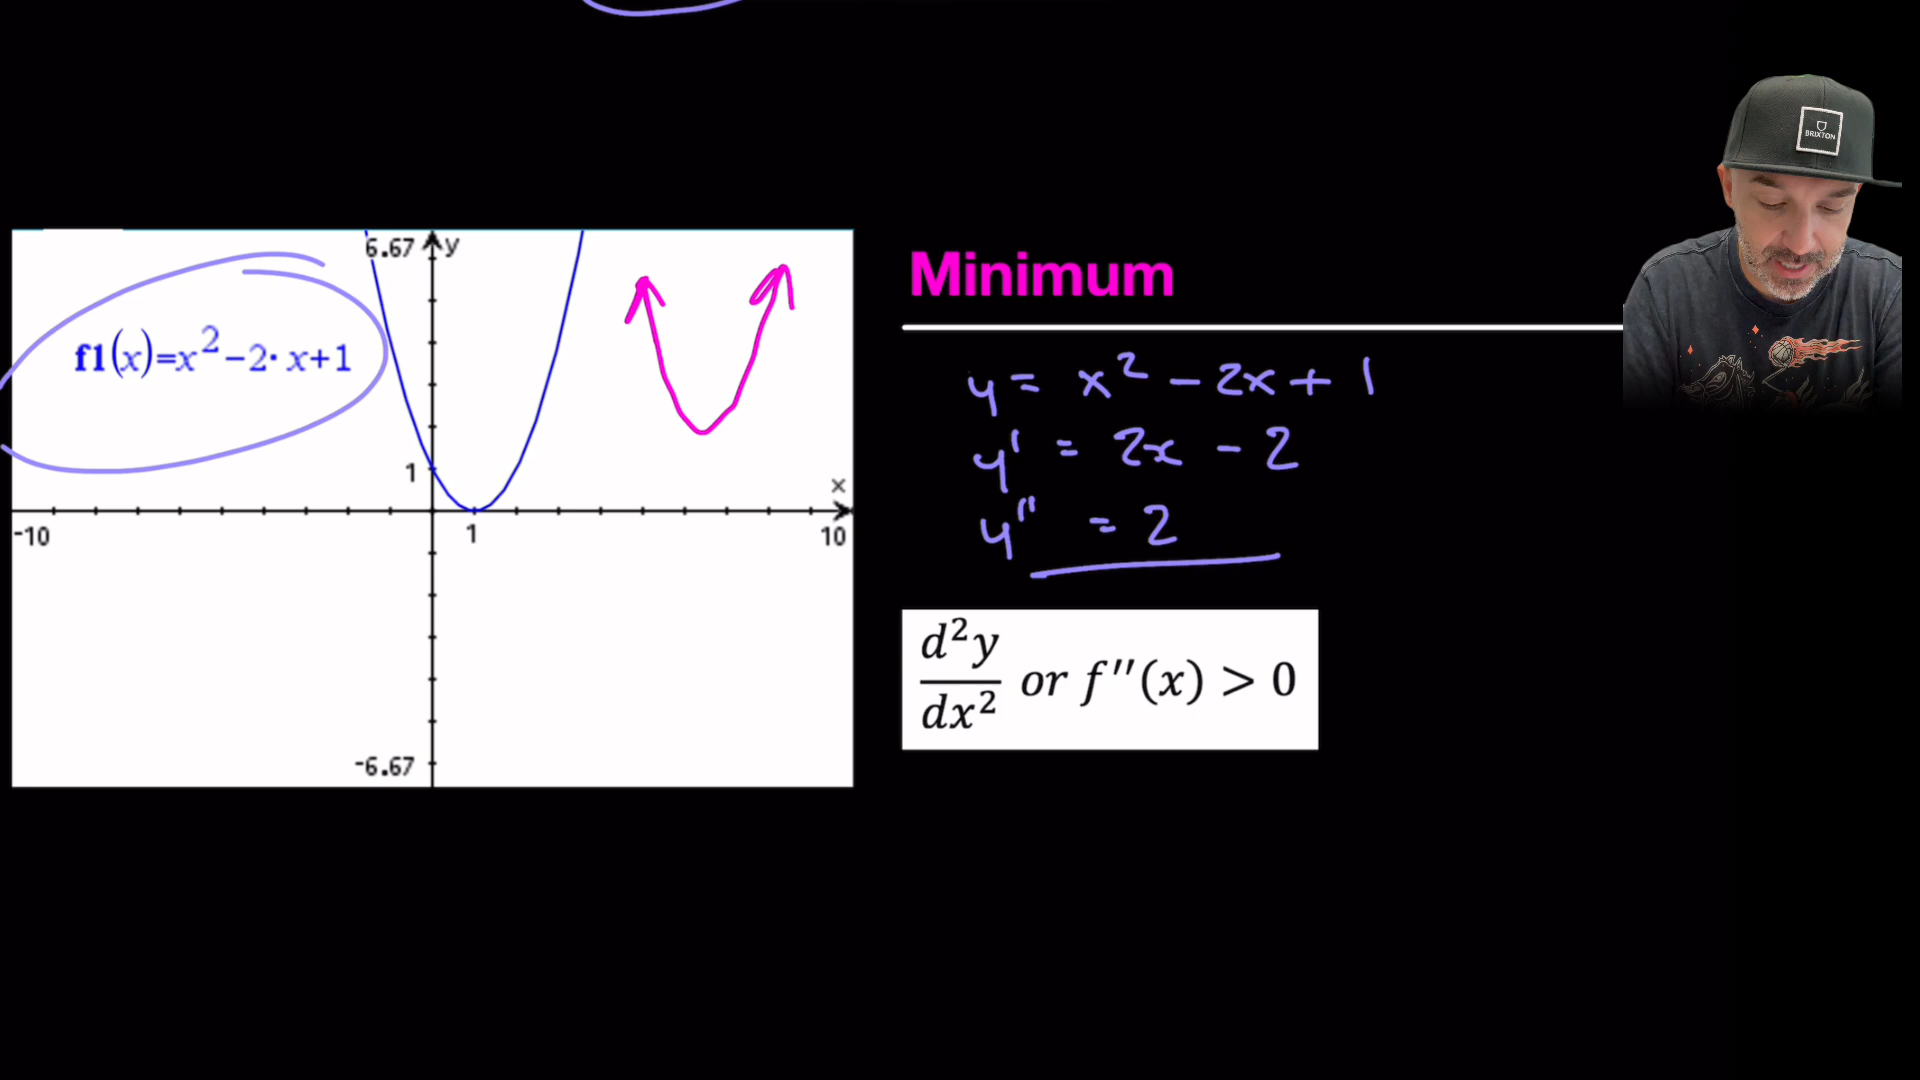 6.67
y
f1(x)=x²−2· x+1
1
x
-10
1
10
-6.67
Minimum
y = x² − 2x + 1
y' = 2x − 2
y'' = 2
d²y/dx² or f''(x) > 0
BRIXTON